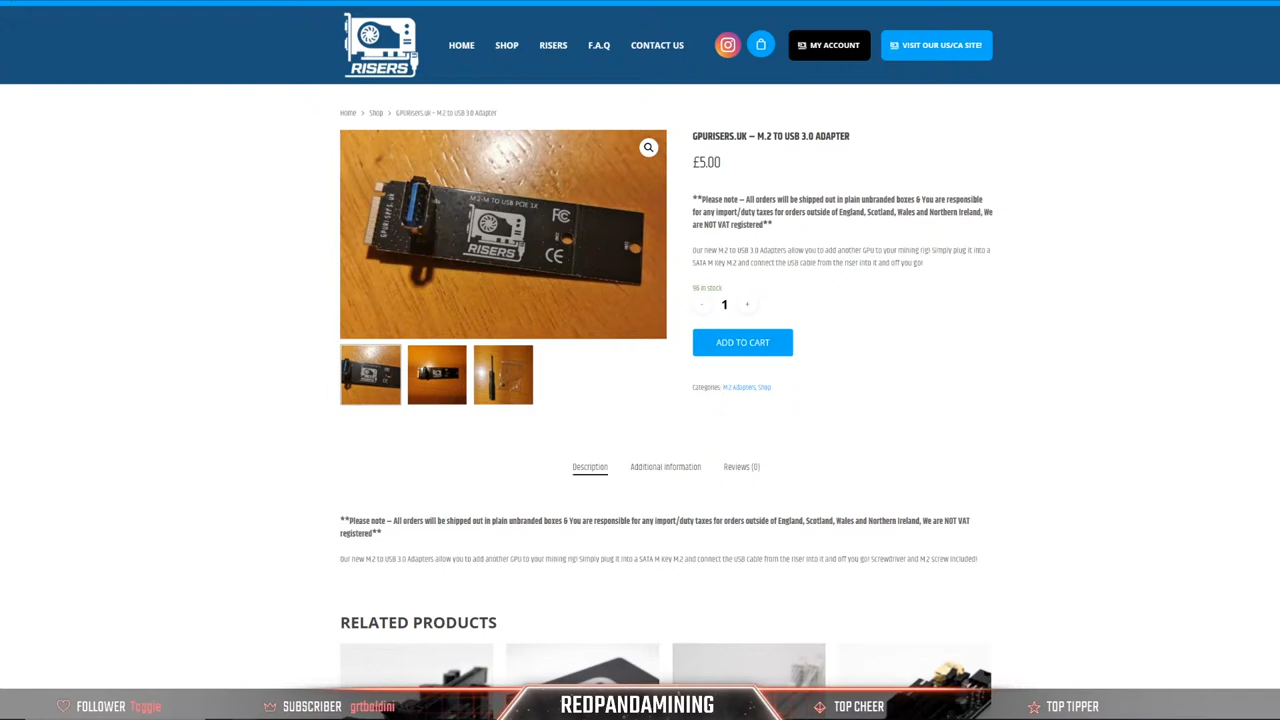 RISERS
HOME
SHOP
RISERS
F.A.Q
CONTACT US
MY ACCOUNT
VISIT OUR US/CA SITE!
Home > Shop > GPURisers.uk – M.2 to USB 3.0 Adapter
M2-M TO USB PCIE 1X
GPURISERS.UK
RISERS
FC
CE
GPURISERS.UK – M.2 TO USB 3.0 ADAPTER
£5.00
**Please note – All orders will be shipped out in plain unbranded boxes & You are responsible
for any import/duty taxes for orders outside of England, Scotland, Wales and Northern Ireland, We
are NOT VAT registered**
Our new M.2 to USB 3.0 Adapters allow you to add another GPU to your mining rig! Simply plug it into a
SATA M Key M.2 and connect the USB cable from the riser into it and off you go!
96 in stock
- 1 +
ADD TO CART
Categories: M.2 Adapters, Shop
Description
Additional information
Reviews (0)
**Please note – All orders will be shipped out in plain unbranded boxes & You are responsible for any import/duty taxes for orders outside of England, Scotland, Wales and Northern Ireland, We are NOT VAT
registered**
Our new M.2 to USB 3.0 Adapters allow you to add another GPU to your mining rig! Simply plug it into a SATA M Key M.2 and connect the USB cable from the riser into it and off you go! Screwdriver and M.2 screw included!
RELATED PRODUCTS
FOLLOWER Taggie
SUBSCRIBER grtbaldini
REDPANDAMINING
TOP CHEER
TOP TIPPER